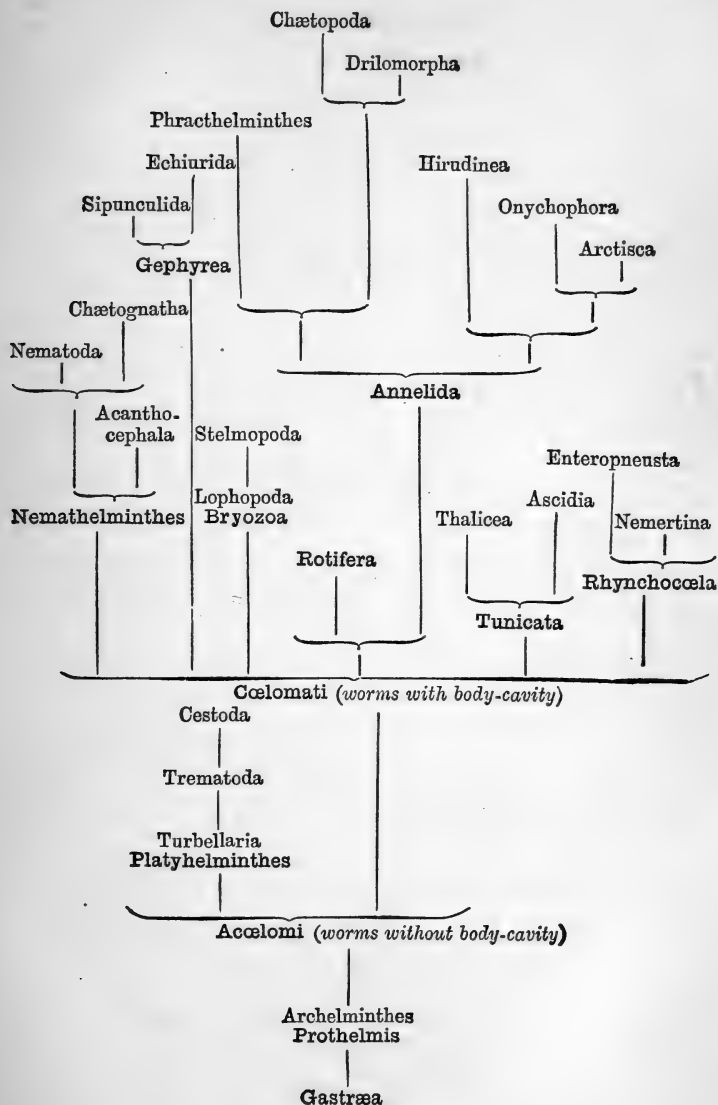 Chætopoda
Drilomorpha
Phracthelminthes
Echiurida
Hirudinea
Sipunculida
Onychophora
Arctisca
Gephyrea
Chætognatha
Nematoda
Annelida
Acantho-
cephala
Stelmopoda
Enteropneusta
Lophopoda
Ascidia
Nemathelminthes
Bryozoa
Thalicea
Nemertina
Rotifera
Rhynchocœla
Tunicata
Cœlomati (worms with body-cavity)
Cestoda
Trematoda
Turbellaria
Platyhelminthes
Acœlomi (worms without body-cavity)
Archelminthes
Prothelmis
Gastræa